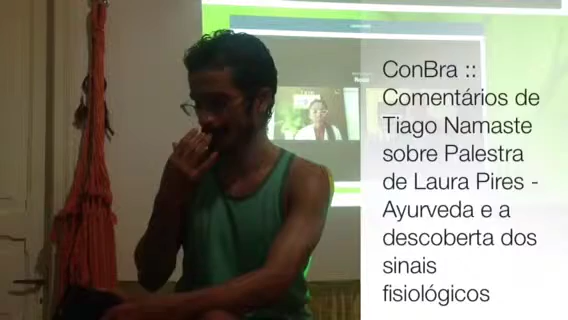 ConBra ::
Comentários de
Tiago Namaste
sobre Palestra
de Laura Pires -
Ayurveda e a
descoberta dos
sinais
fisiológicos